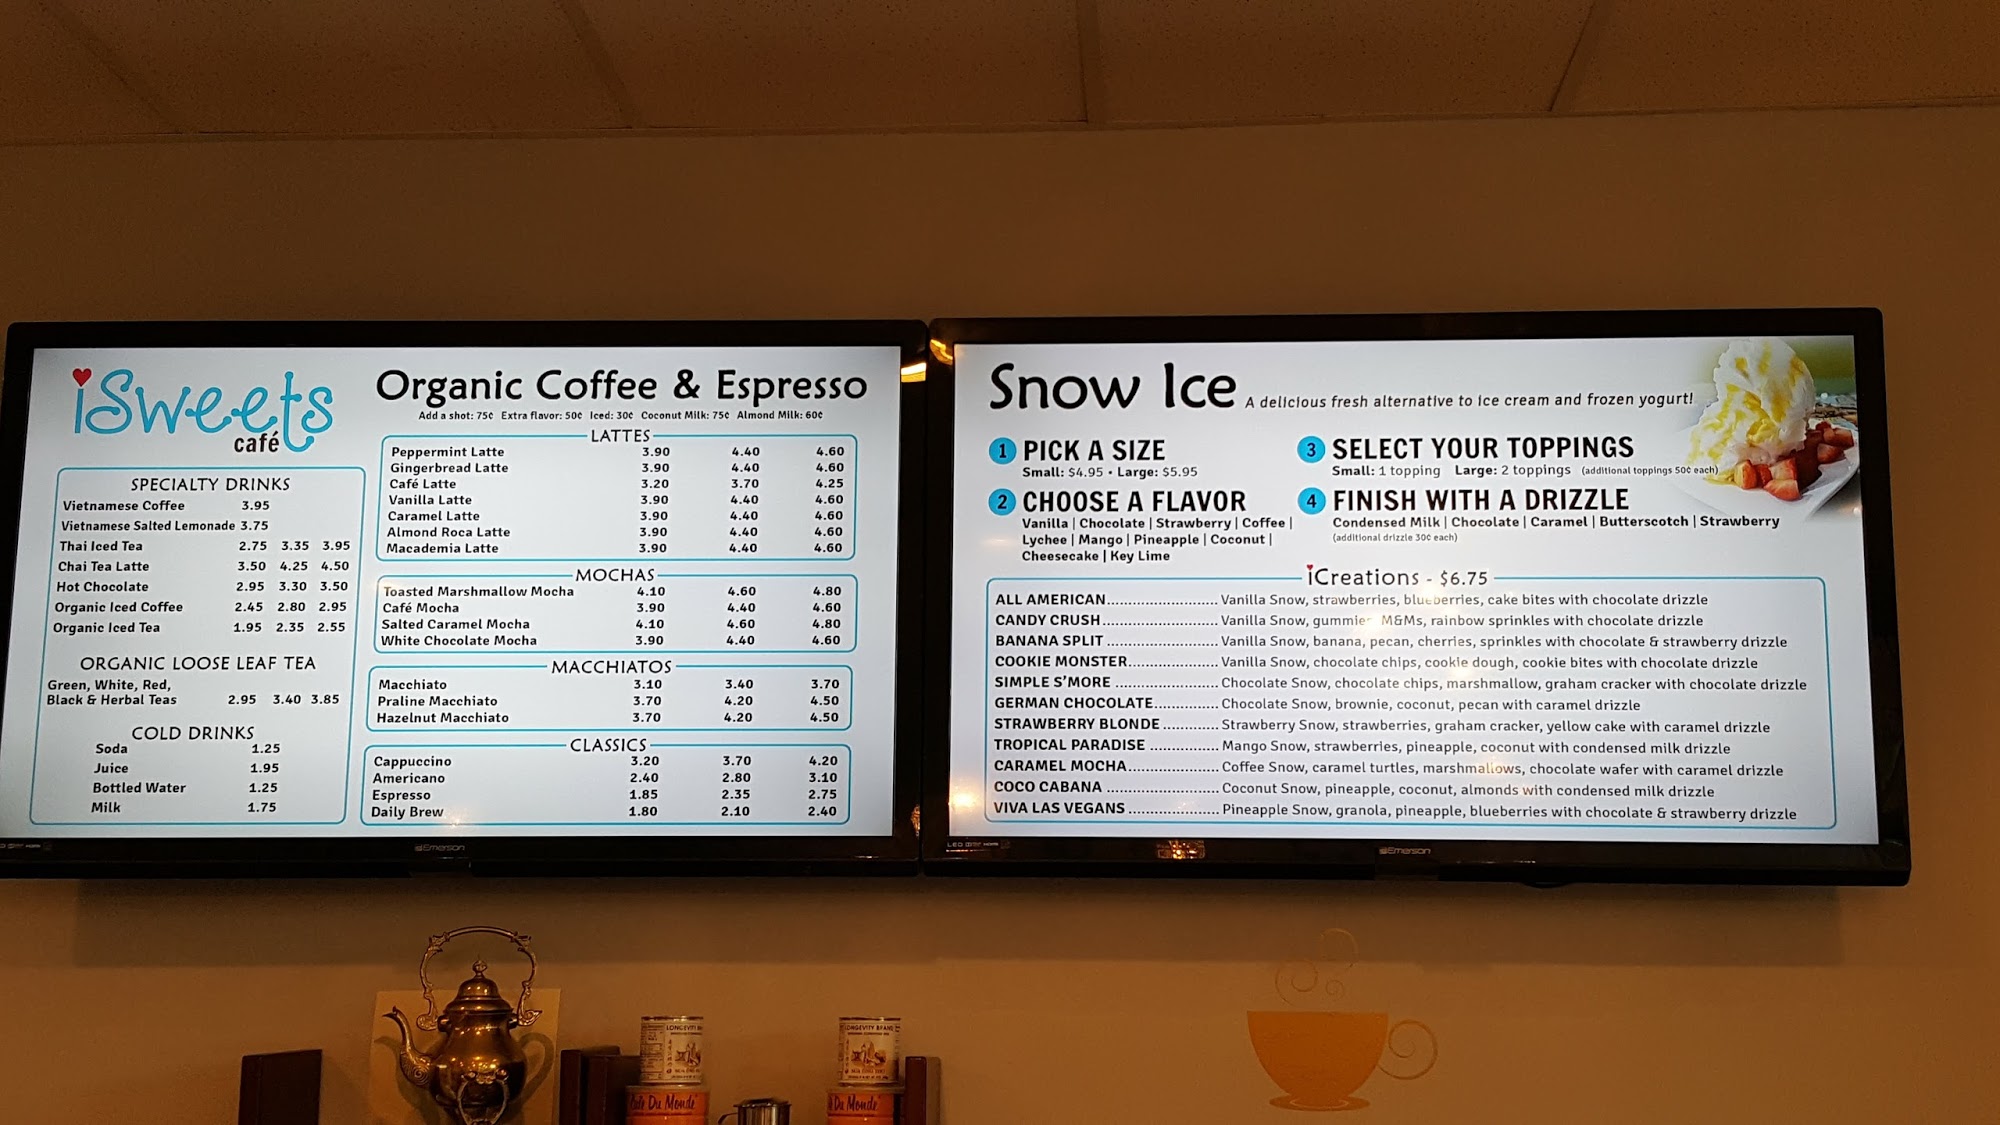 iSweets
café
SPECIALTY DRINKS
Vietnamese Coffee 3.95
Vietnamese Salted Lemonade 3.75
Thai Iced Tea 2.75 3.35 3.95
Chai Tea Latte 3.50 4.25 4.50
Hot Chocolate 2.95 3.30 3.50
Organic Iced Coffee 2.45 2.80 2.95
Organic Iced Tea 1.95 2.35 2.55
ORGANIC LOOSE LEAF TEA
Green, White, Red,
Black & Herbal Teas 2.95 3.40 3.85
COLD DRINKS
Soda 1.25
Juice 1.95
Bottled Water 1.25
Milk 1.75
Organic Coffee & Espresso
Add a shot: 75¢ Extra flavor: 50¢ Iced: 30¢ Coconut Milk: 75¢ Almond Milk: 60¢
LATTES
Peppermint Latte 3.90 4.40 4.60
Gingerbread Latte 3.90 4.40 4.60
Café Latte 3.20 3.70 4.25
Vanilla Latte 3.90 4.40 4.60
Caramel Latte 3.90 4.40 4.60
Almond Roca Latte 3.90 4.40 4.60
Macademia Latte 3.90 4.40 4.60
MOCHAS
Toasted Marshmallow Mocha 4.10 4.60 4.80
Café Mocha 3.90 4.40 4.60
Salted Caramel Mocha 4.10 4.60 4.80
White Chocolate Mocha 3.90 4.40 4.60
MACCHIATOS
Macchiato 3.10 3.40 3.70
Praline Macchiato 3.70 4.20 4.50
Hazelnut Macchiato 3.70 4.20 4.50
CLASSICS
Cappuccino 3.20 3.70 4.20
Americano 2.40 2.80 3.10
Espresso 1.85 2.35 2.75
Daily Brew 1.80 2.10 2.40
Emerson
Snow Ice A delicious fresh alternative to ice cream and frozen yogurt!
1 PICK A SIZE
Small: $4.95 • Large: $5.95
2 CHOOSE A FLAVOR
Vanilla | Chocolate | Strawberry | Coffee |
Lychee | Mango | Pineapple | Coconut |
Cheesecake | Key Lime
3 SELECT YOUR TOPPINGS
Small: 1 topping Large: 2 toppings (additional toppings 50¢ each)
4 FINISH WITH A DRIZZLE
Condensed Milk | Chocolate | Caramel | Butterscotch | Strawberry
(additional drizzle 30¢ each)
iCreations - $6.75
ALL AMERICAN.......................... Vanilla Snow, strawberries, blueberries, cake bites with chocolate drizzle
CANDY CRUSH........................... Vanilla Snow, gummies, M&Ms, rainbow sprinkles with chocolate drizzle
BANANA SPLIT .......................... Vanilla Snow, banana, pecan, cherries, sprinkles with chocolate & strawberry drizzle
COOKIE MONSTER..................... Vanilla Snow, chocolate chips, cookie dough, cookie bites with chocolate drizzle
SIMPLE S'MORE ........................ Chocolate Snow, chocolate chips, marshmallow, graham cracker with chocolate drizzle
GERMAN CHOCOLATE............... Chocolate Snow, brownie, coconut, pecan with caramel drizzle
STRAWBERRY BLONDE ............. Strawberry Snow, strawberries, graham cracker, yellow cake with caramel drizzle
TROPICAL PARADISE ................ Mango Snow, strawberries, pineapple, coconut with condensed milk drizzle
CARAMEL MOCHA..................... Coffee Snow, caramel turtles, marshmallows, chocolate wafer with caramel drizzle
COCO CABANA .......................... Coconut Snow, pineapple, coconut, almonds with condensed milk drizzle
VIVA LAS VEGANS ..................... Pineapple Snow, granola, pineapple, blueberries with chocolate & strawberry drizzle
LED HDMI
Emerson
LONGEVITY
LONGEVITY BRAND
Du Monde
Du Monde